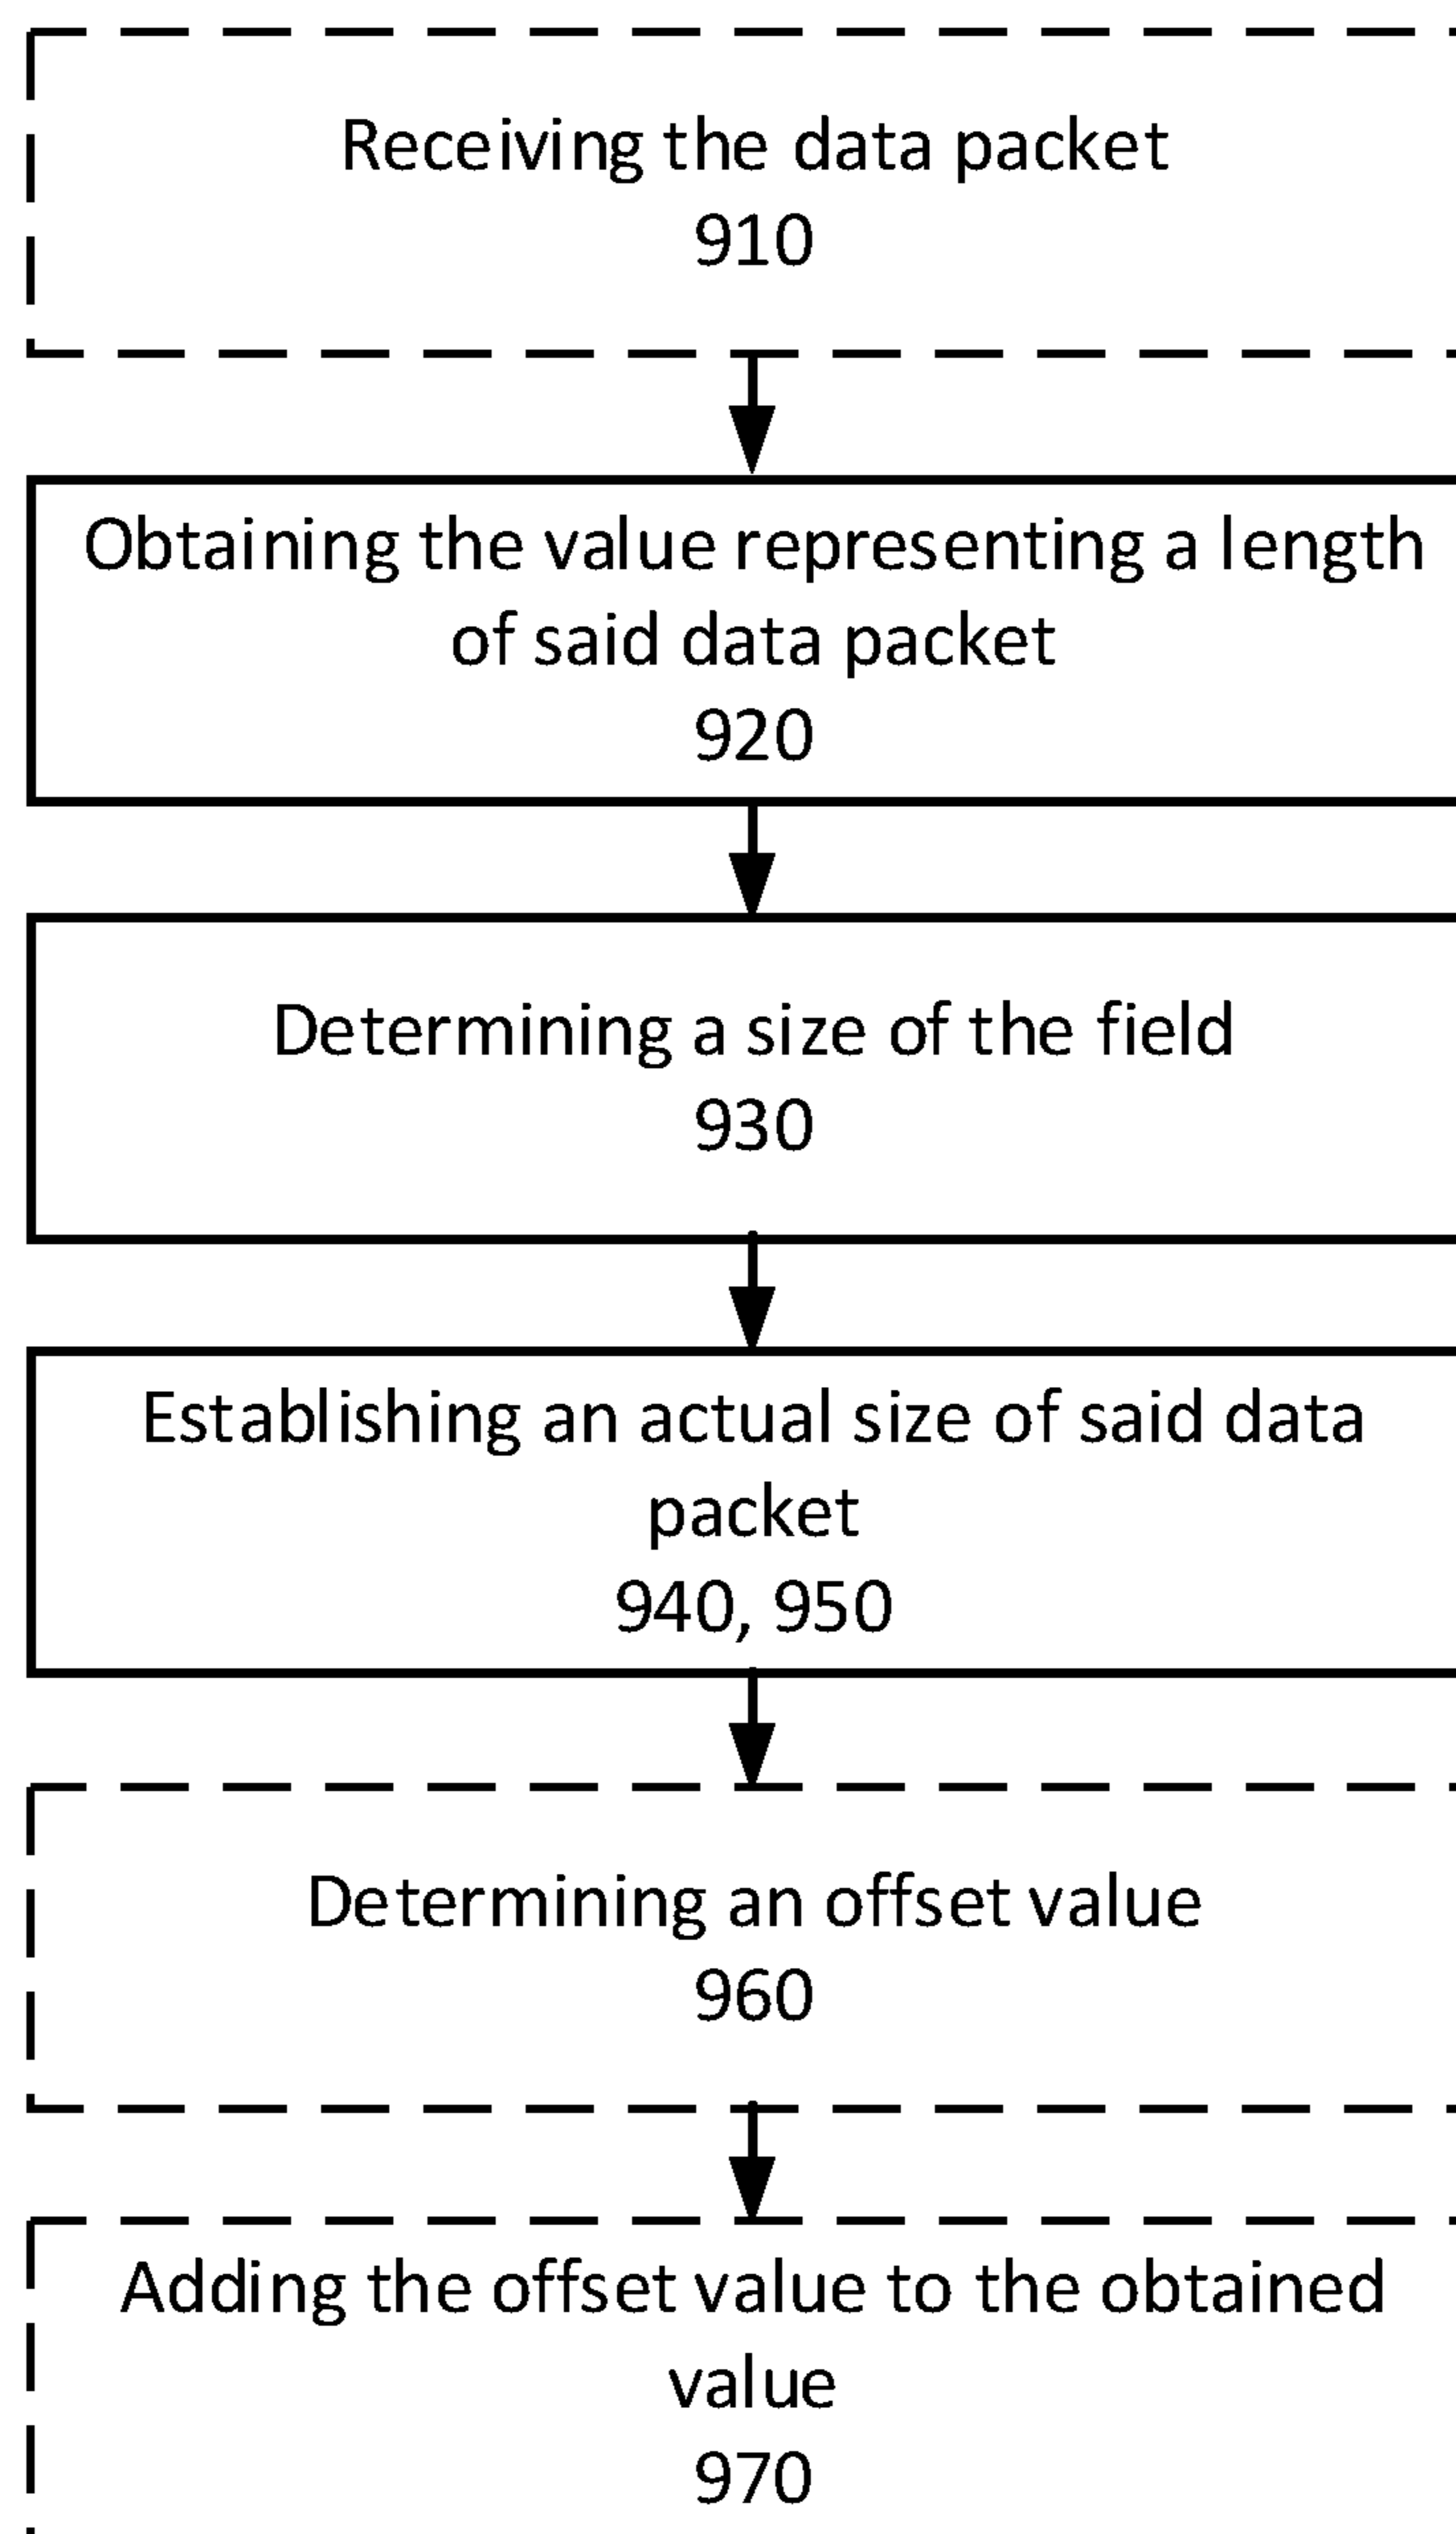 Receiving the data packet
910
Obtaining the value representing a length
of said data packet
920
Determining a size of the field
930
Establishing an actual size of said data
packet
940, 950
Determining an offset value
960
Adding the offset value to the obtained
value
970